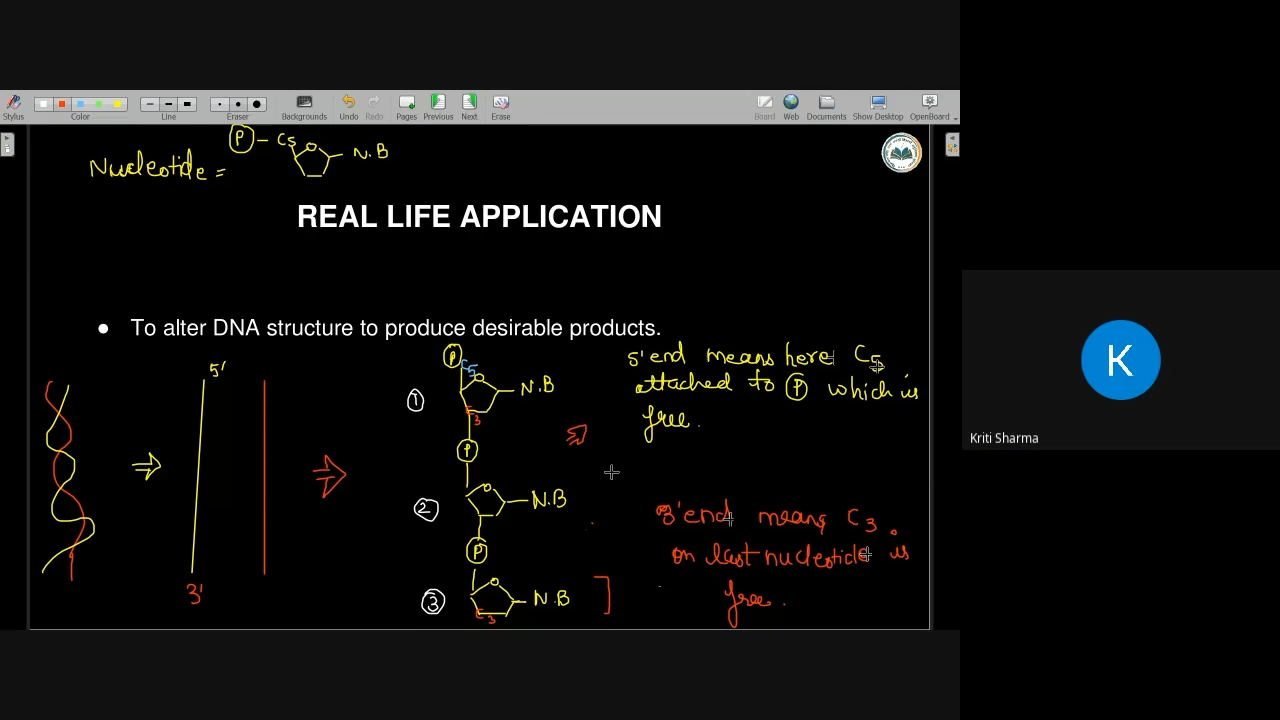 Stylus Color Line Eraser Backgrounds Undo Redo Pages Previous Next Erase Board Web Documents Show Desktop OpenBoard
P - C5 N.B
Nucleotide =
REAL LIFE APPLICATION
● To alter DNA structure to produce desirable products.
5' 3'
1 P C5 N.B
C3
P
2 N.B
P
3 N.B
C3
5' end means here C5
attached to P which is
free.
3' end means C3
on last nucleotide is
free.
K
Kriti Sharma